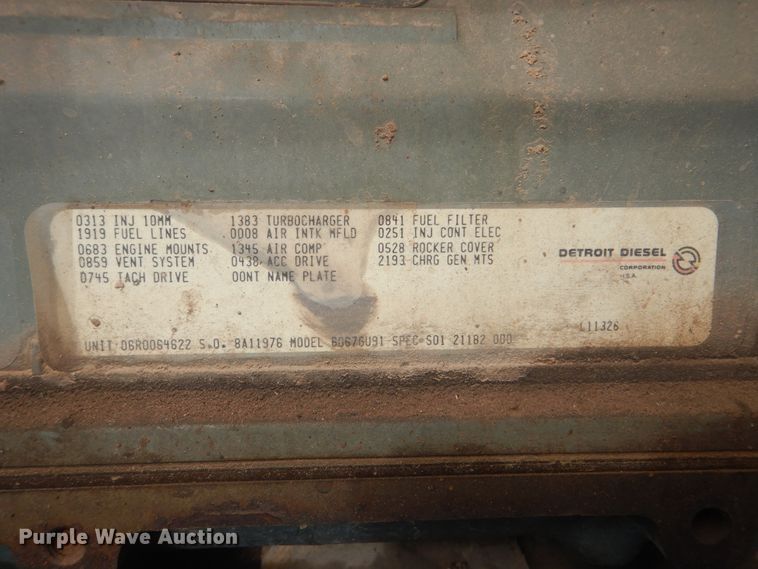 0313 INJ 10MM 1383 TURBOCHARGER 0841 FUEL FILTER
1919 FUEL LINES 0008 AIR INTK MFLD 0251 INJ CONT ELEC
0683 ENGINE MOUNTS 1345 AIR COMP 0528 ROCKER COVER
0859 VENT SYSTEM 0438 ACC DRIVE 2193 CHRG GEN MTS
0745 TACH DRIVE 00NT NAME PLATE
DETROIT DIESEL
CORPORATION
U.S.A.
L11326
UNIT 06R0064622 S.O. 8A11976 MODEL 6067GU91 SPEC S01 21182 000
Purple Wave Auction